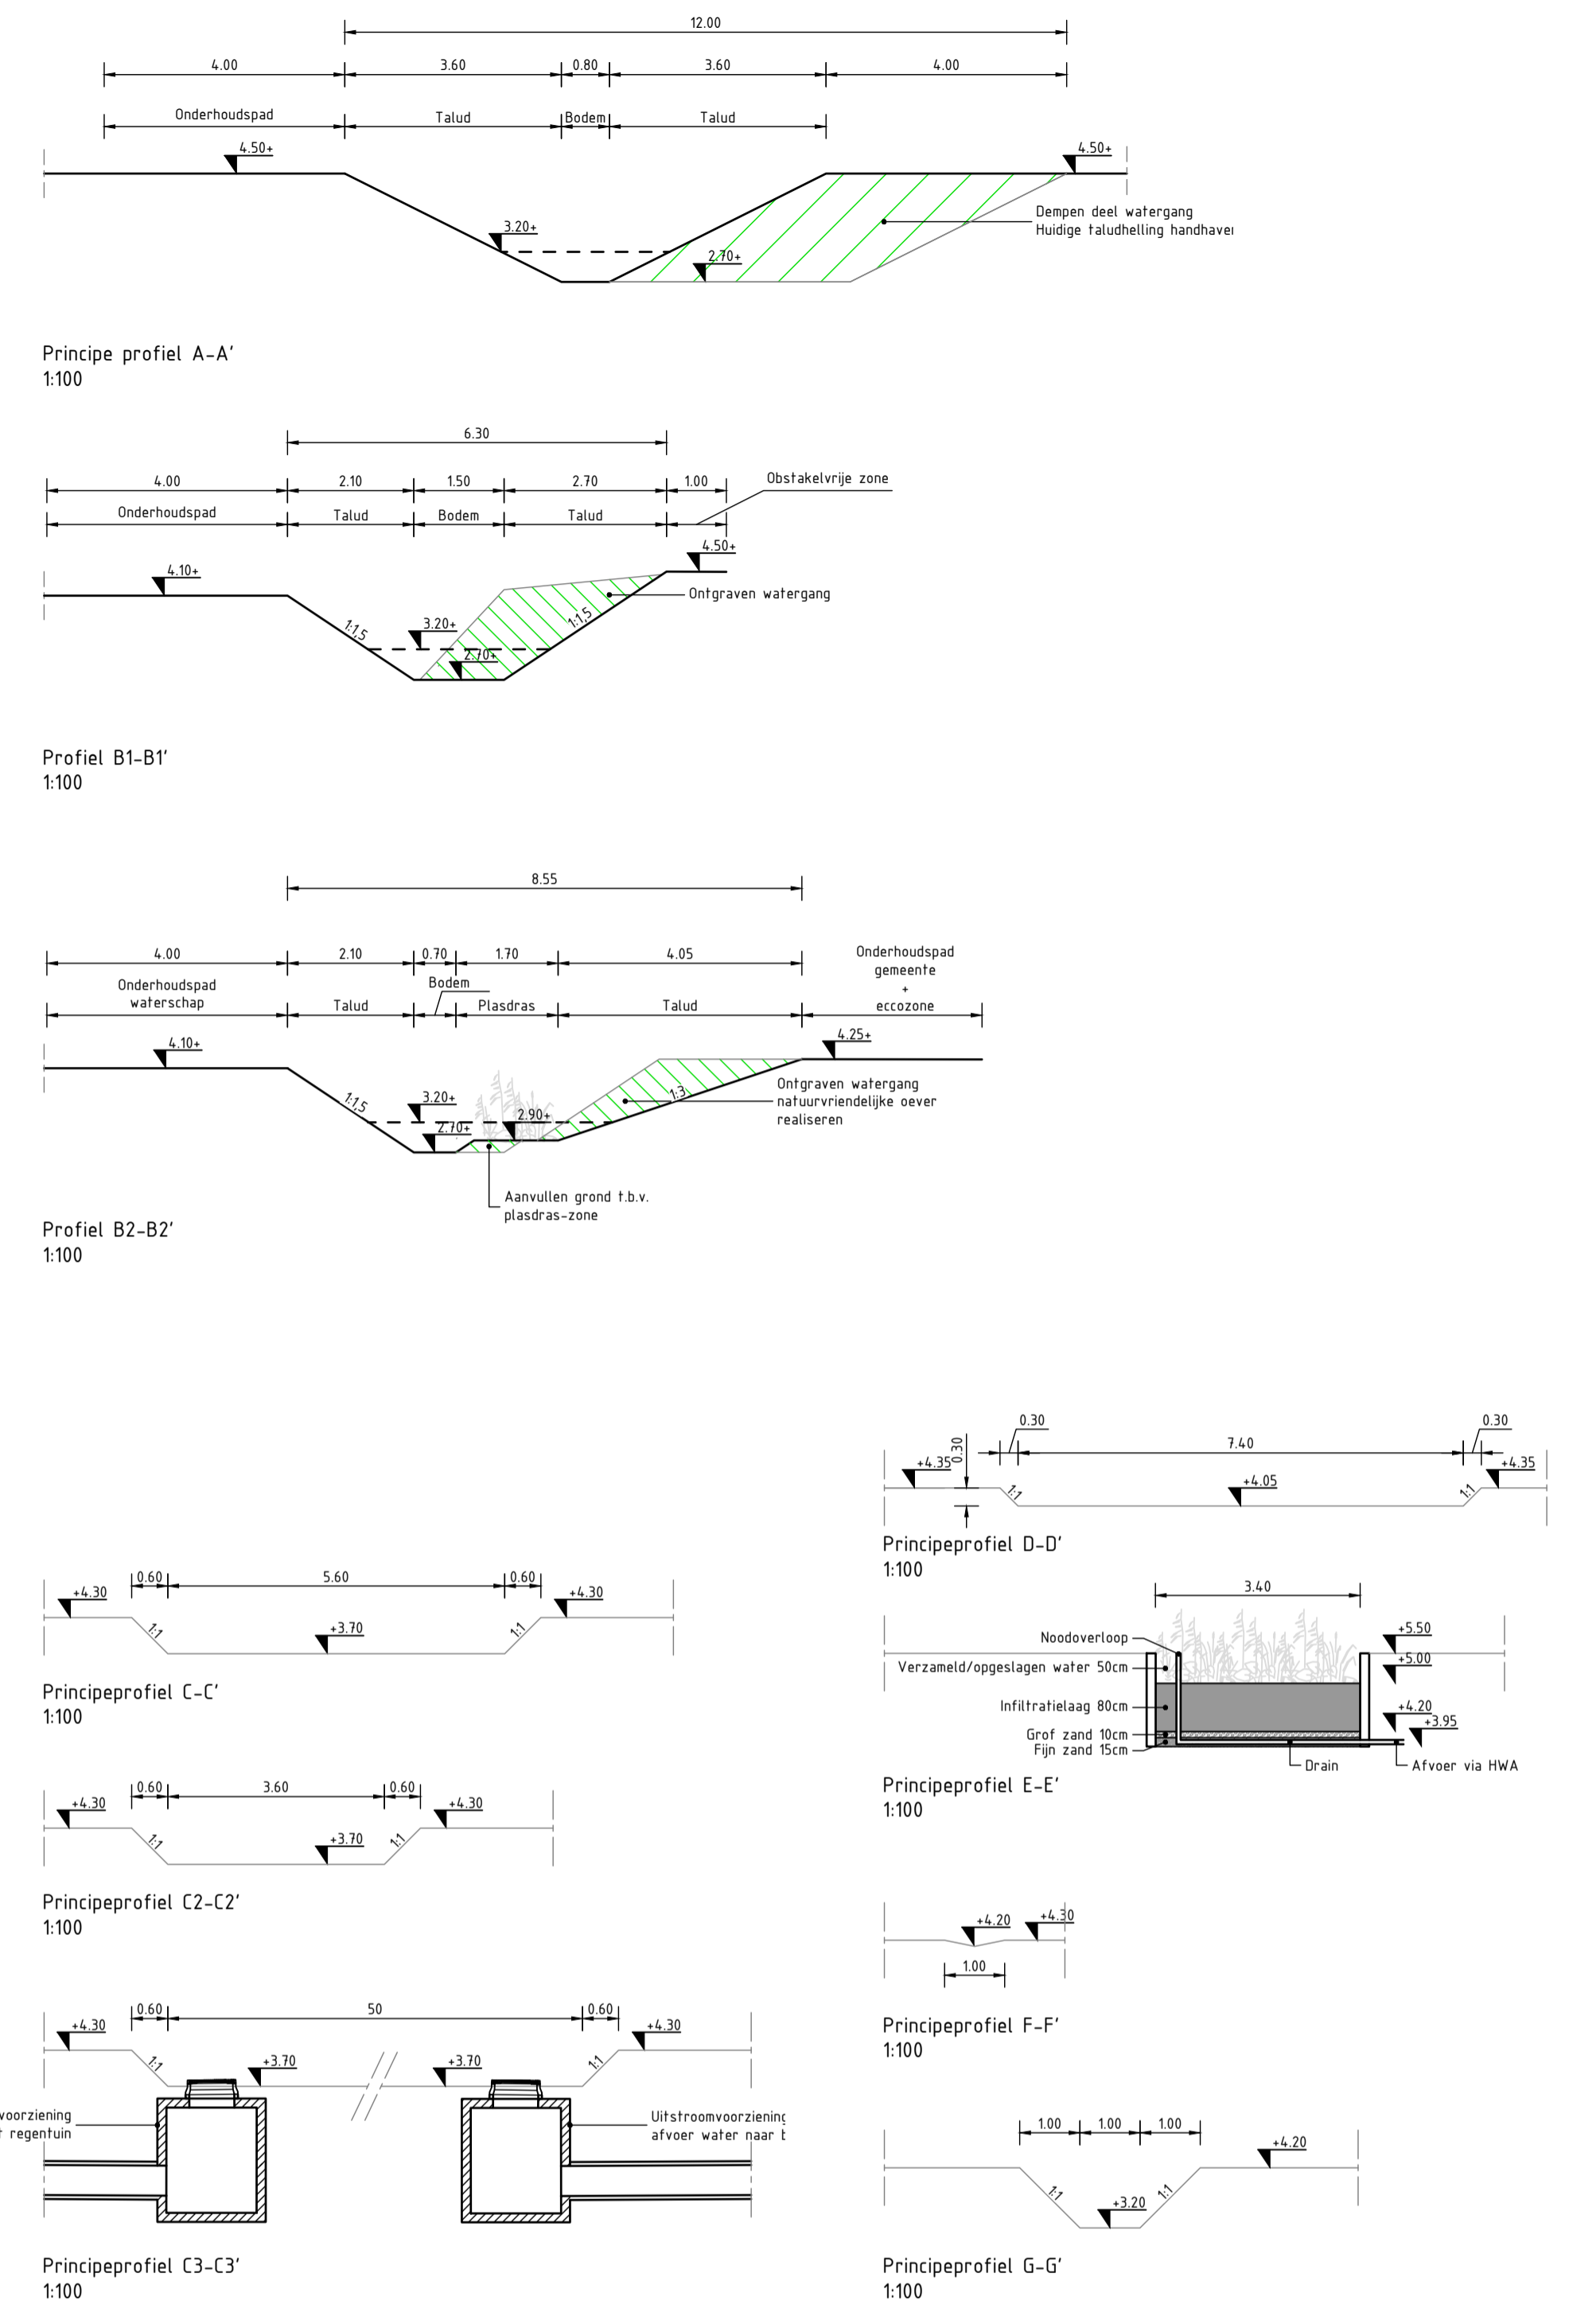 12.00
4.00 3.60 0.80 3.60 4.00
Onderhoudspad Talud Bodem Talud
4.50+ 4.50+
3.20+
Dempen deel watergang
Huidige taludhelling handhaven
2.70+
Principe profiel A-A'
1:100
6.30
4.00 2.10 1.50 2.70 1.00
Obstakelvrije zone
Onderhoudspad Talud Bodem Talud
4.50+
4.10+
Ontgraven watergang
1:1,5 3.20+ 1:1,5
2.70+
Profiel B1-B1'
1:100
8.55
4.00 2.10 0.70 1.70 4.05
Onderhoudspad
gemeente
+
eccozone
Onderhoudspad
waterschap
Bodem
Talud Plasdras Talud
4.10+ 4.25+
1:1,5 3.20+ 1:3
2.70+ 2.90+
Ontgraven watergang
natuurvriendelijke oever
realiseren
Aanvullen grond t.b.v.
plasdras-zone
Profiel B2-B2'
1:100
0.30 0.30
0.30 7.40
+4.35 +4.05 +4.35
1:1 1:1
Principeprofiel D-D'
1:100
0.60 5.60 0.60
+4.30 +4.30
1:1 +3.70 1:1
Principeprofiel C-C'
1:100
3.40
Noodoverloop
+5.50
Verzameld/opgeslagen water 50cm
+5.00
Infiltratielaag 80cm
+4.20
+3.95
Grof zand 10cm
Fijn zand 15cm
Drain Afvoer via HWA
Principeprofiel E-E'
1:100
0.60 3.60 0.60
+4.30 +4.30
1:1 +3.70 1:1
Principeprofiel C2-C2'
1:100
+4.20 +4.30
1.00
Principeprofiel F-F'
1:100
0.60 50 0.60
+4.30 +4.30
1:1 +3.70 +3.70 1:1
voorziening
t regentuin
Uitstroomvoorziening
afvoer water naar b
Principeprofiel C3-C3'
1:100
1.00 1.00 1.00
+4.20
1:1 +3.20 1:1
Principeprofiel G-G'
1:100